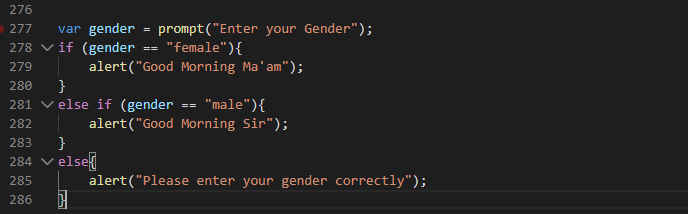 276
277 var gender = prompt("Enter your Gender");
278 if (gender == "female"){
279     alert("Good Morning Ma'am");
280 }
281 else if (gender == "male"){
282     alert("Good Morning Sir");
283 }
284 else{
285     alert("Please enter your gender correctly");
286 }